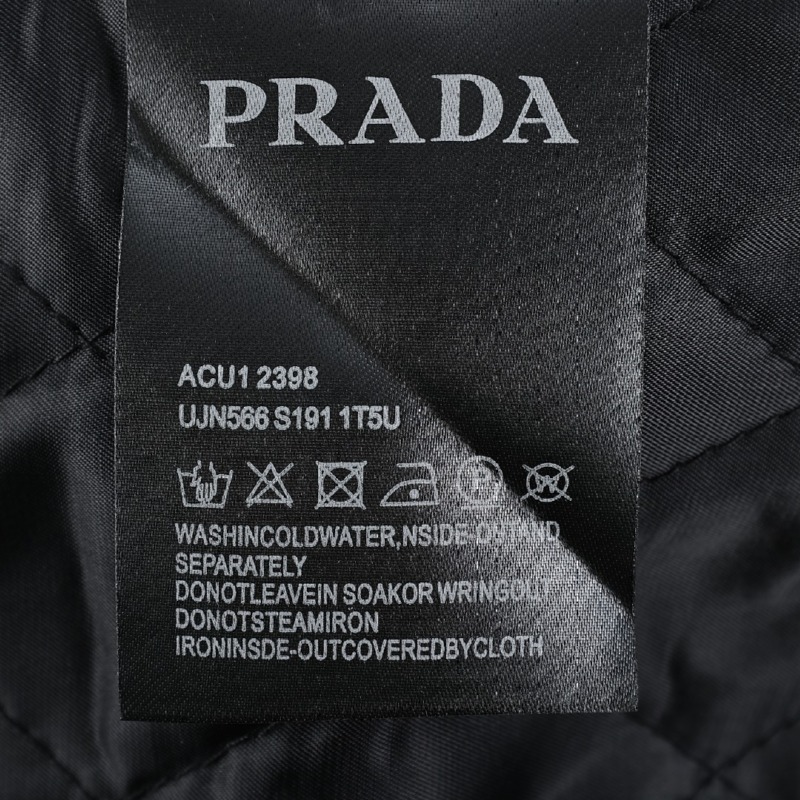 PRADA
ACU1 2398
UJN566 S191 1T5U
P W
WASHINCOLDWATER,NSIDE-OUTAND
SEPARATELY
DONOTLEAVEIN SOAKOR WRINGOUT
DONOTSTEAMIRON
IRONINSDE-OUTCOVEREDBYCLOTH